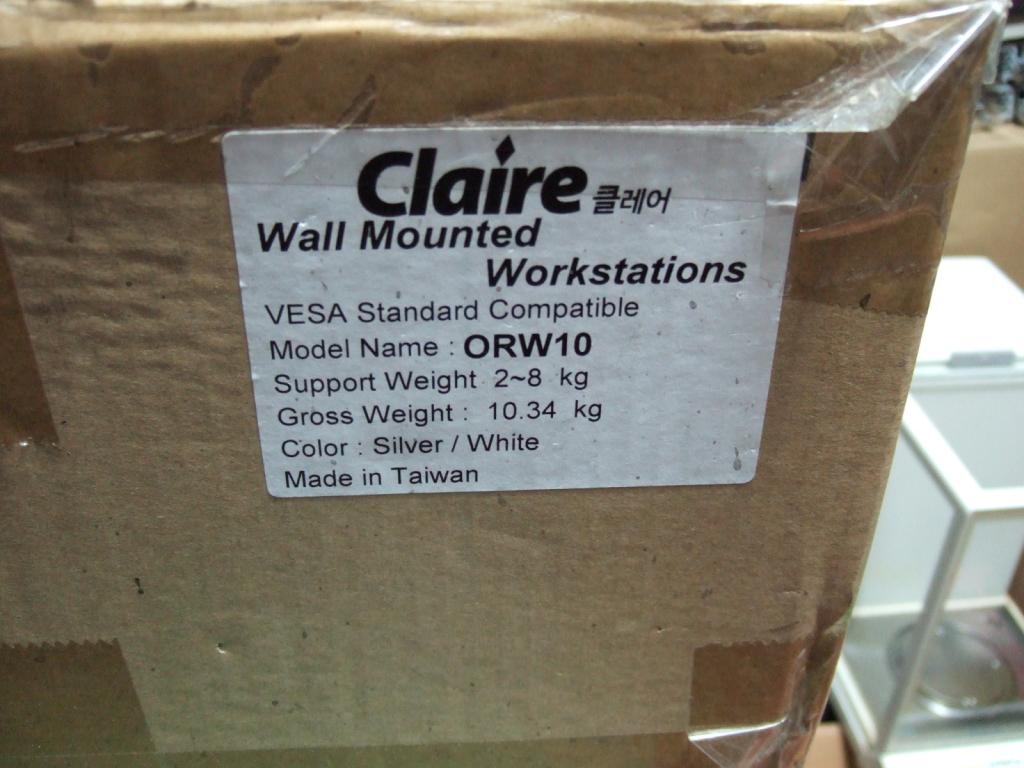 Claire 클레어
Wall Mounted
Workstations
VESA Standard Compatible
Model Name : ORW10
Support Weight 2~8 kg
Gross Weight : 10.34 kg
Color : Silver / White
Made in Taiwan